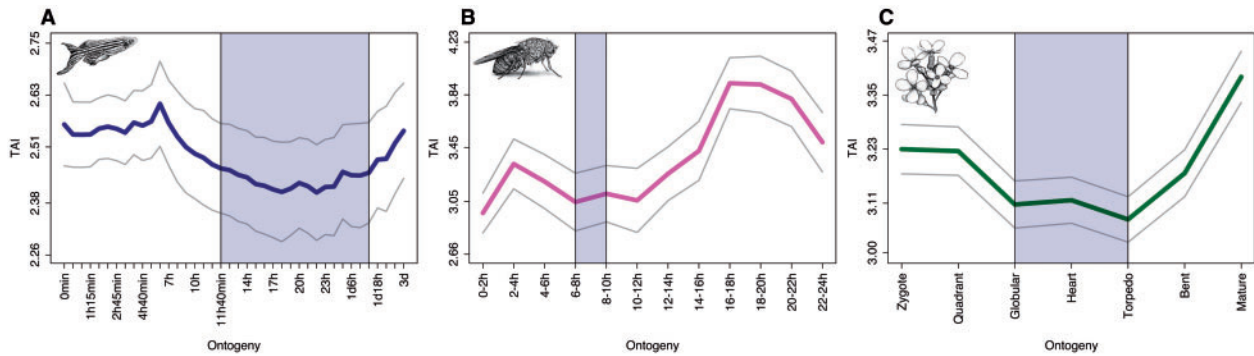 A
TAI
2.75
2.63
2.51
2.38
2.26
0min
1h15min
2h45min
4h40min
7h
10h
11h40min
14h
17h
20h
23h
1d6h
1d18h
3d
Ontogeny
B
TAI
4.23
3.84
3.45
3.05
2.66
0-2h
2-4h
4-6h
6-8h
8-10h
10-12h
12-14h
14-16h
16-18h
18-20h
20-22h
22-24h
Ontogeny
C
TAI
3.47
3.35
3.23
3.11
3.00
Zygote
Quadrant
Globular
Heart
Torpedo
Bent
Mature
Ontogeny